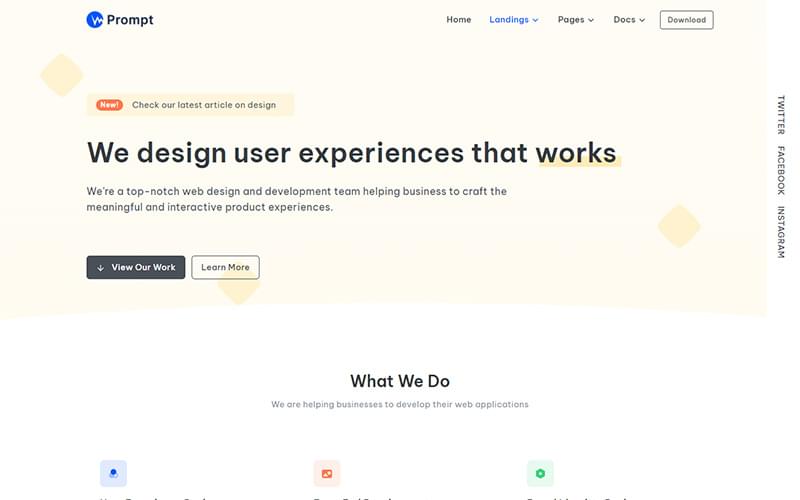 Prompt
Home
Landings
Pages
Docs
Download
New!
Check our latest article on design
We design user experiences that works
We're a top-notch web design and development team helping business to craft the
meaningful and interactive product experiences.
View Our Work
Learn More
TWITTER
FACEBOOK
INSTAGRAM
What We Do
We are helping businesses to develop their web applications